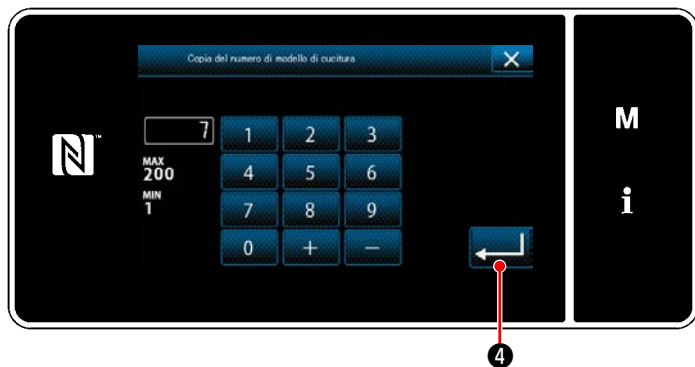 Copia del numero di modello di cucitura
7
MAX
200
MIN
1
1 2 3
4 5 6
7 8 9
0 + −
M
i
4